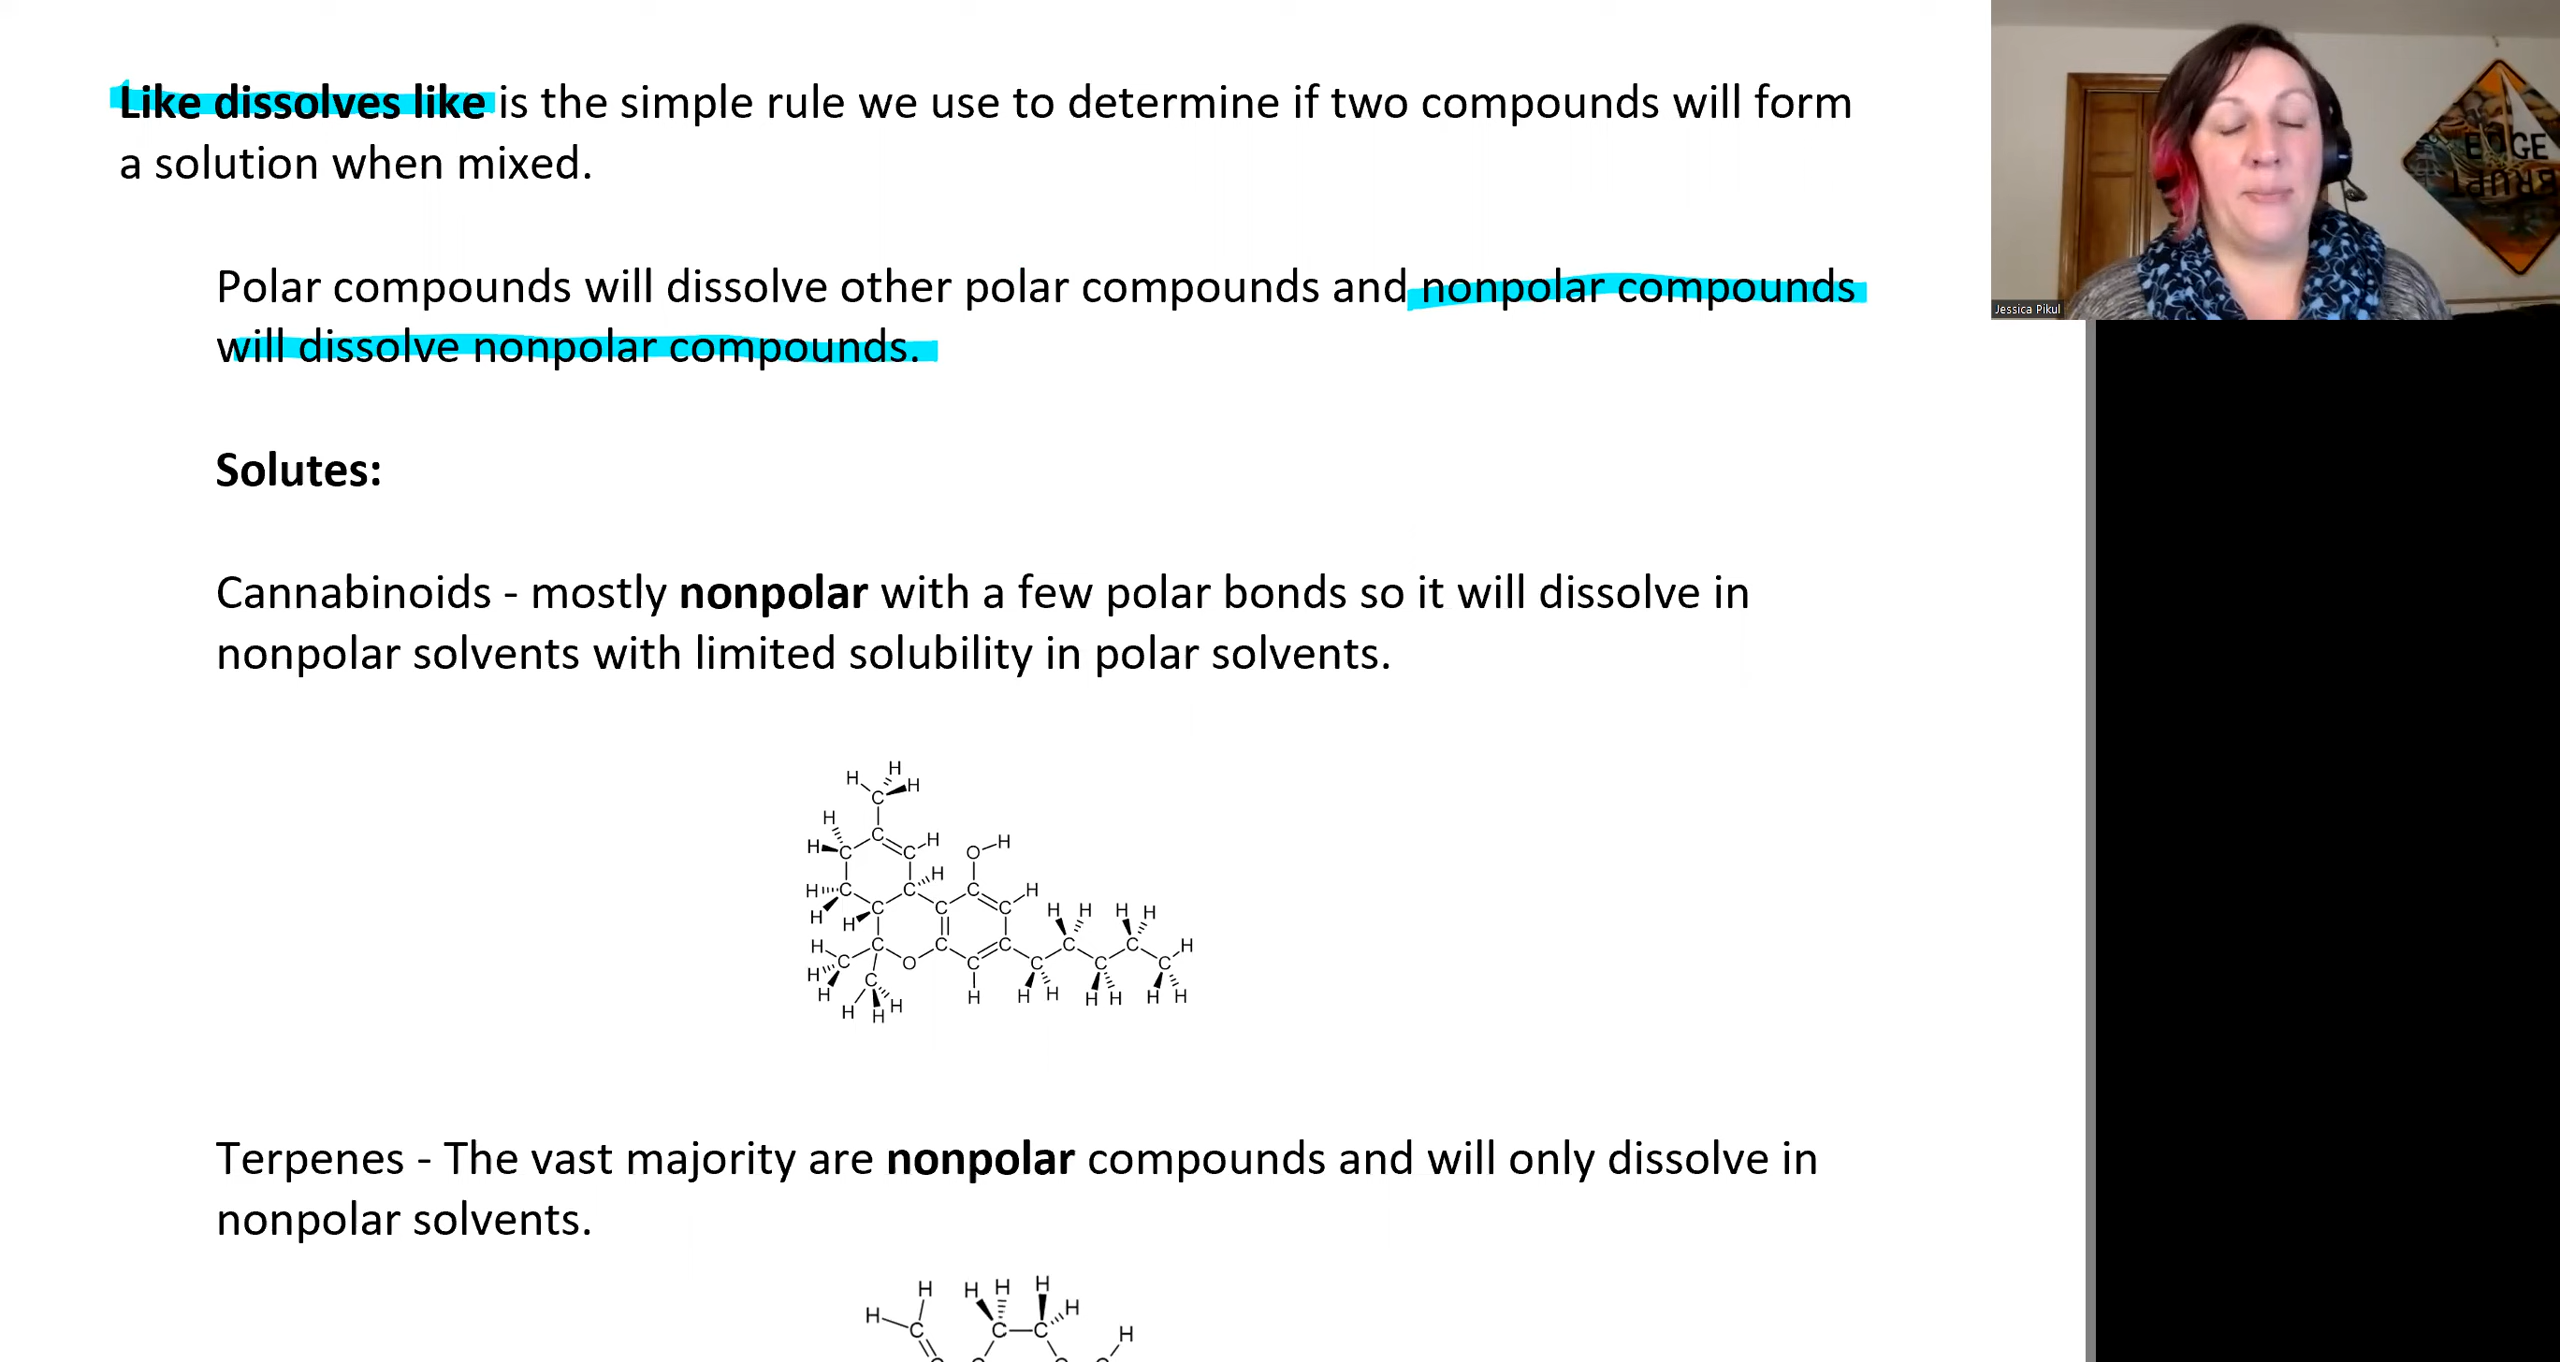 Like dissolves like is the simple rule we use to determine if two compounds will form
a solution when mixed.
Polar compounds will dissolve other polar compounds and nonpolar compounds
will dissolve nonpolar compounds.
Solutes:
Cannabinoids - mostly nonpolar with a few polar bonds so it will dissolve in
nonpolar solvents with limited solubility in polar solvents.
Terpenes - The vast majority are nonpolar compounds and will only dissolve in
nonpolar solvents.
Jessica Pikul
EDGE